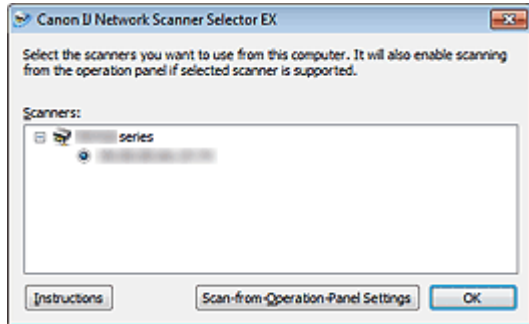 Canon IJ Network Scanner Selector EX
Select the scanners you want to use from this computer. It will also enable scanning
from the operation panel if selected scanner is supported.
Scanners:
series
Instructions
Scan-from-Operation-Panel Settings
OK